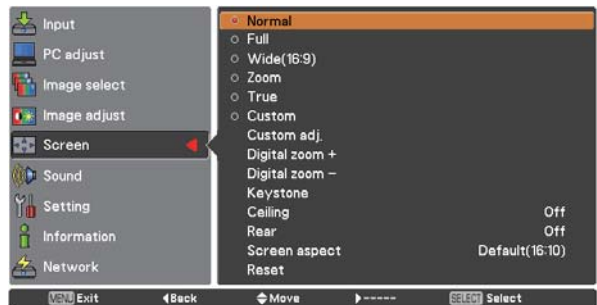 Input
PC adjust
Image select
Image adjust
Screen
Sound
Setting
Information
Network
Normal
Full
Wide(16:9)
Zoom
True
Custom
Custom adj.
Digital zoom +
Digital zoom –
Keystone
Ceiling Off
Rear Off
Screen aspect Default(16:10)
Reset
MENU Exit Back Move ----- SELECT Select